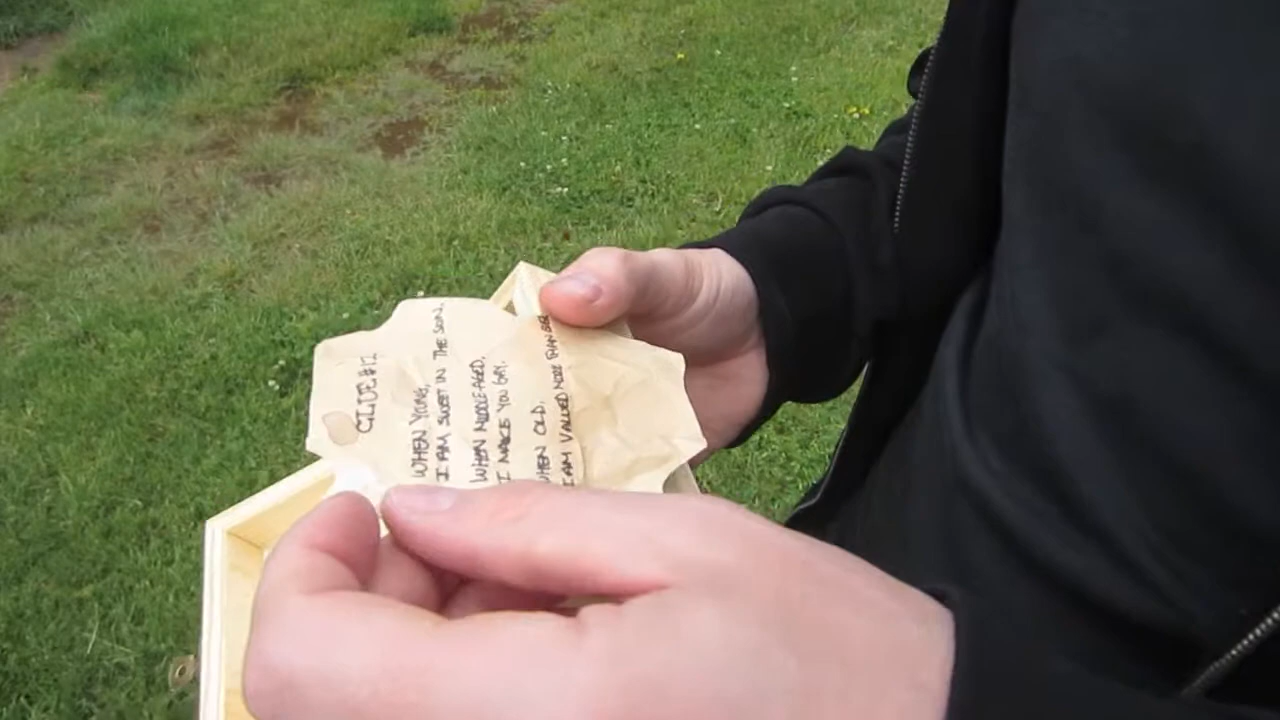 CLUE #12
WHEN YOUNG,
I AM SWEET IN THE SUN.
WHEN MIDDLE-AGED,
I MAKE YOU GAY.
WHEN OLD,
I AM VALUED MORE THAN EVER